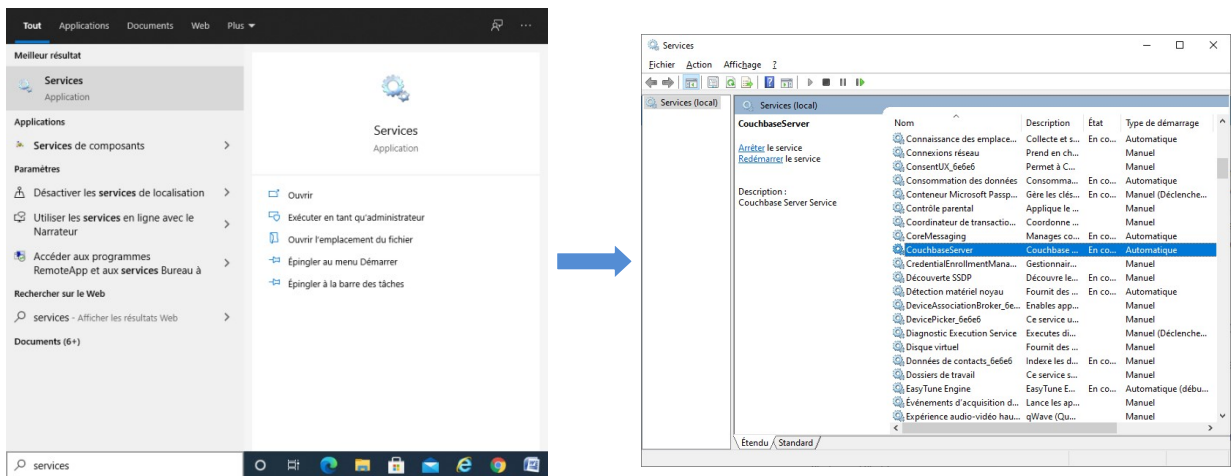 Tout Applications Documents Web Plus
Meilleur résultat
Services
Application
Applications
Services de composants
Paramètres
Désactiver les services de localisation
Utiliser les services en ligne avec le
Narrateur
Accéder aux programmes
RemoteApp et aux services Bureau à
Rechercher sur le Web
services - Afficher les résultats Web
Documents (6+)
services
Services
Application
Ouvrir
Exécuter en tant qu'administrateur
Ouvrir l'emplacement du fichier
Épingler au menu Démarrer
Épingler à la barre des tâches
Services
Fichier Action Affichage ?
Services (local)
Services (local)
CouchbaseServer
Arrêter le service
Redémarrer le service
Description :
Couchbase Server Service
Nom Description État Type de démarrage
Connaissance des emplace... Collecte et s... En co... Automatique
Connexions réseau Prend en ch... Manuel
ConsentUX_6e6e6 Permet à C... Manuel
Consommation des données Consomma... En co... Automatique
Conteneur Microsoft Passp... Gère les clés... En co... Manuel (Déclenche...
Contrôle parental Applique le ... Manuel
Coordinateur de transactio... Coordonne ... Manuel
CoreMessaging Manages co... En co... Automatique
CouchbaseServer Couchbase ... En co... Automatique
CredentialEnrollmentMana... Gestionnair... Manuel
Découverte SSDP Découvre le... En co... Manuel
Détection matériel noyau Fournit des ... En co... Automatique
DeviceAssociationBroker_6e... Enables app... Manuel
DevicePicker_6e6e6 Ce service u... Manuel
Diagnostic Execution Service Executes di... Manuel (Déclenche...
Disque virtuel Fournit des ... Manuel
Données de contacts_6e6e6 Indexe les d... En co... Manuel
Dossiers de travail Ce service s... Manuel
EasyTune Engine EasyTune E... En co... Automatique (débu...
Événements d'acquisition d... Lance les ap... Manuel
Expérience audio-vidéo hau... qWave (Qu... Manuel
Étendu Standard